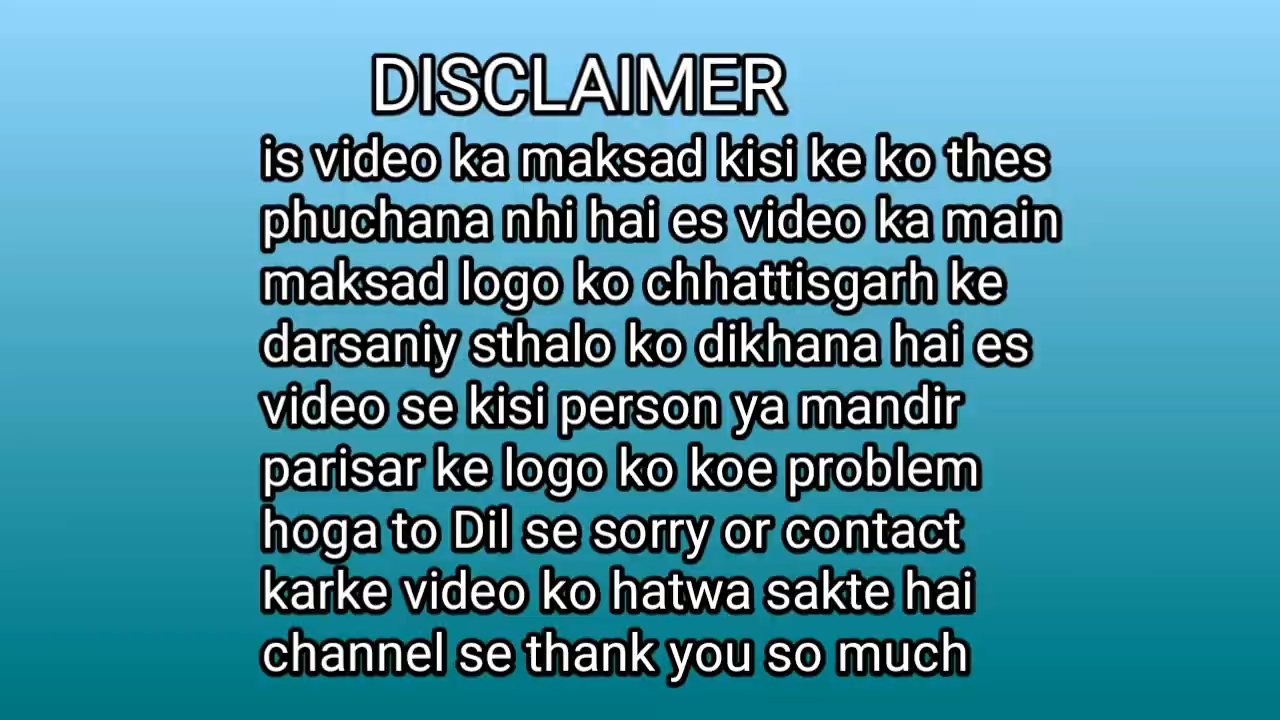 DISCLAIMER
is video ka maksad kisi ke ko thes
phuchana nhi hai es video ka main
maksad logo ko chhattisgarh ke
darsaniy sthalo ko dikhana hai es
video se kisi person ya mandir
parisar ke logo ko koe problem
hoga to Dil se sorry or contact
karke video ko hatwa sakte hai
channel se thank you so much